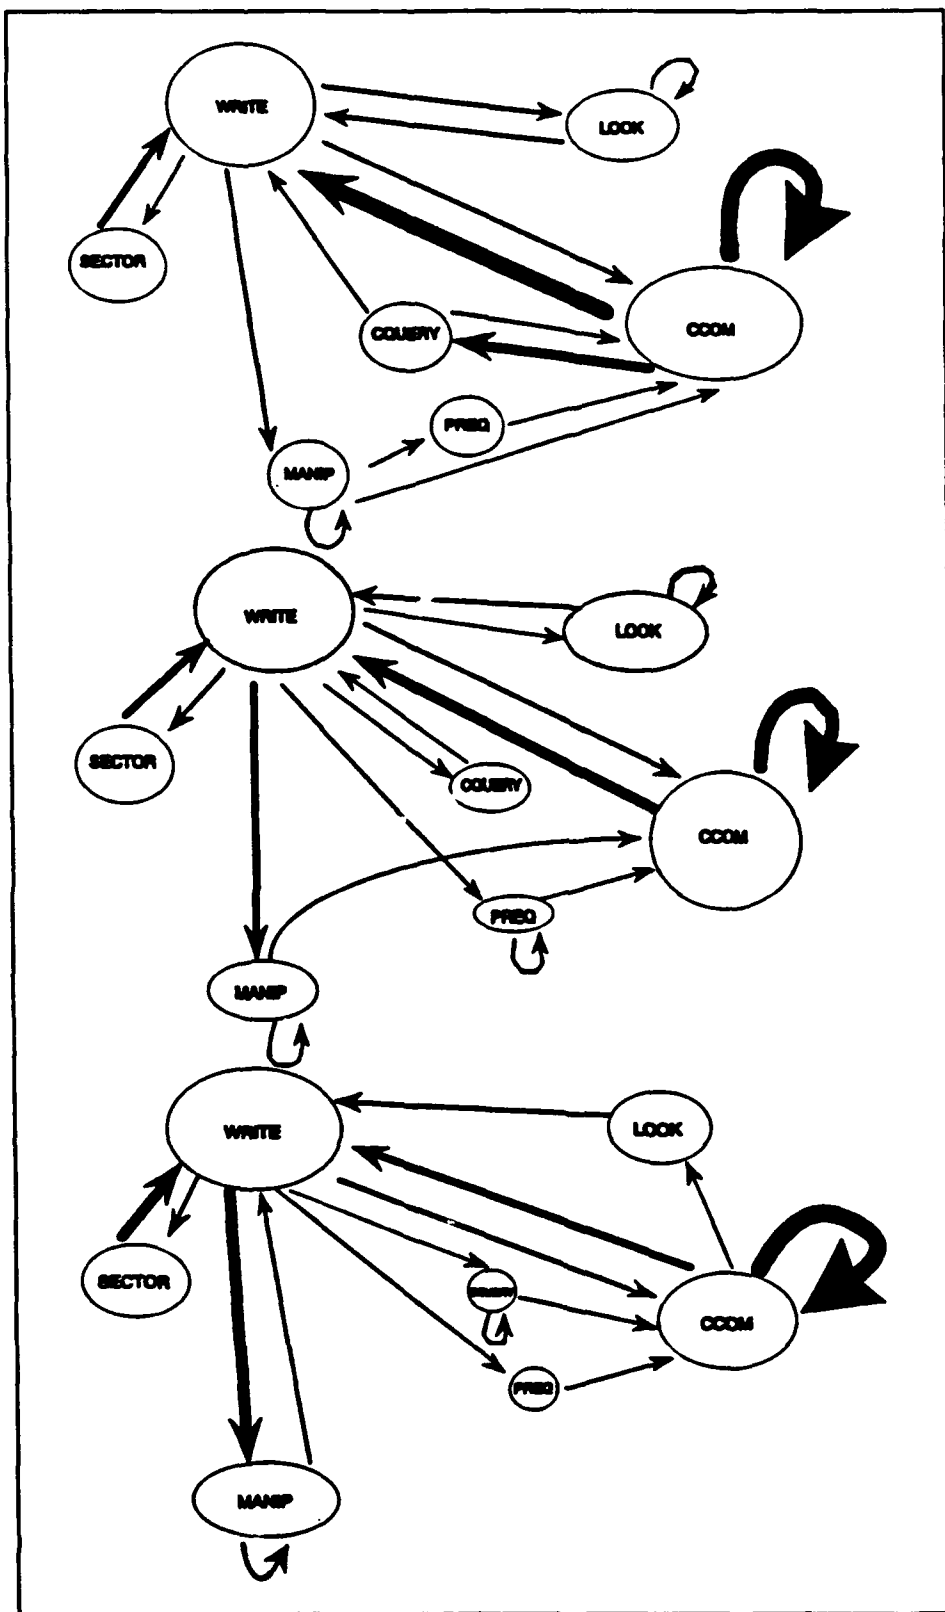 WRITE
LOOK
SECTOR
CCOM
CQUERY
PREQ
MANIP
WRITE
LOOK
SECTOR
CQUERY
CCOM
PREQ
MANIP
WRITE
LOOK
SECTOR
CCOM
PREQ
MANIP